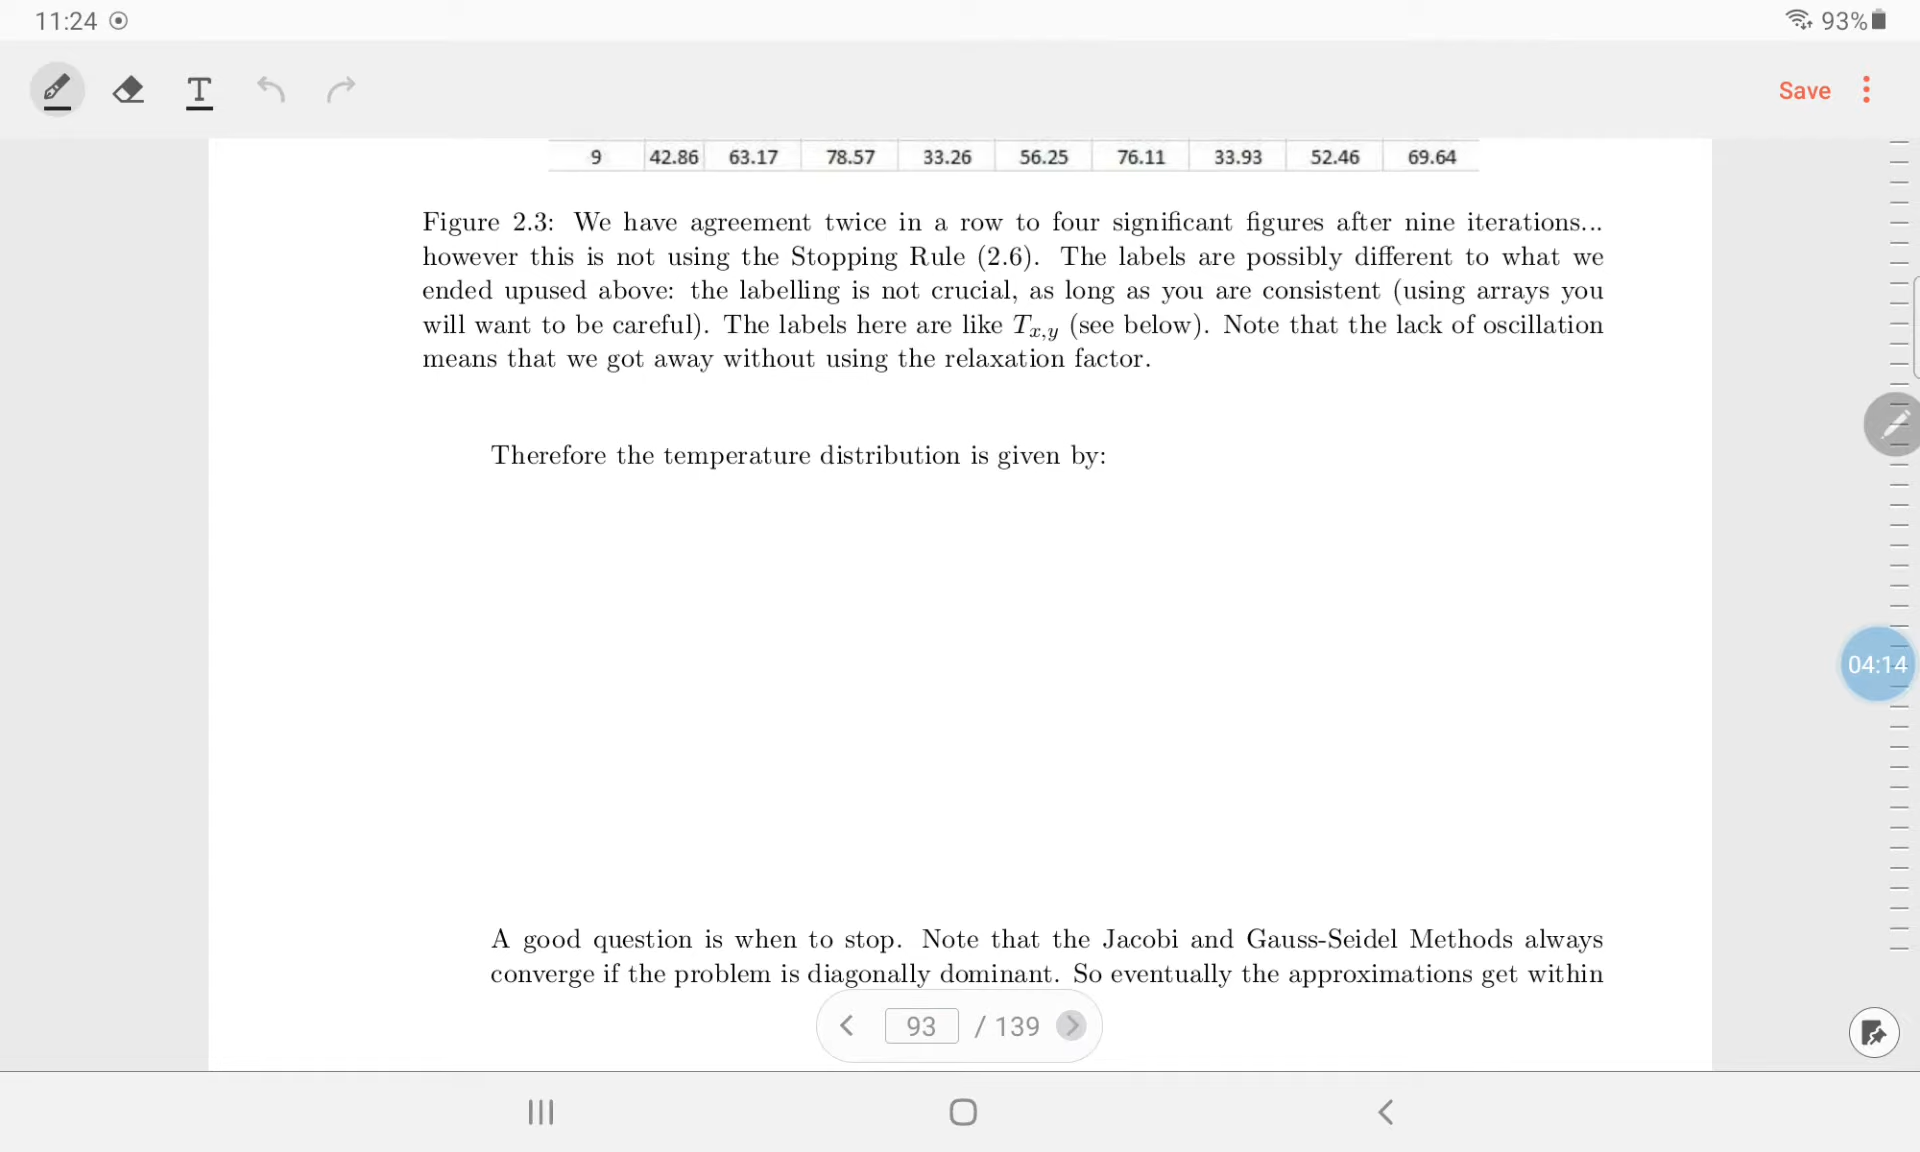 11:24
93%
T
Save
9 42.86 63.17 78.57 33.26 56.25 76.11 33.93 52.46 69.64
Figure 2.3: We have agreement twice in a row to four significant figures after nine iterations...
however this is not using the Stopping Rule (2.6). The labels are possibly different to what we
ended upused above: the labelling is not crucial, as long as you are consistent (using arrays you
will want to be careful). The labels here are like Tx,y (see below). Note that the lack of oscillation
means that we got away without using the relaxation factor.
Therefore the temperature distribution is given by:
04:14
A good question is when to stop. Note that the Jacobi and Gauss-Seidel Methods always
converge if the problem is diagonally dominant. So eventually the approximations get within
93 / 139